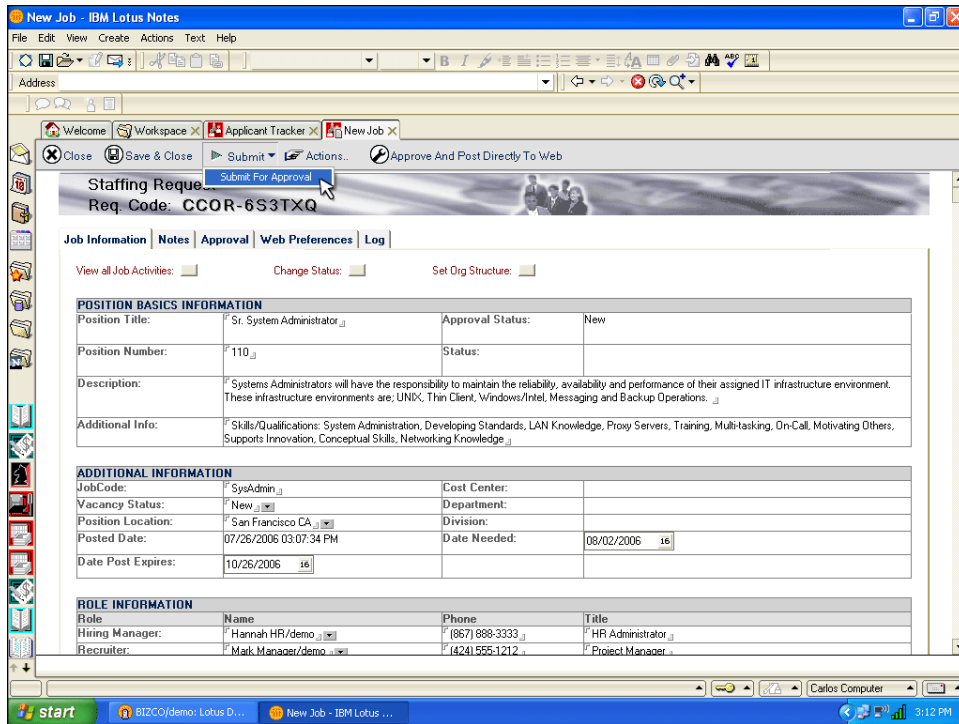 New Job - IBM Lotus Notes
File Edit View Create Actions Text Help
Address
Welcome Workspace Applicant Tracker New Job
Close Save & Close Submit Actions.. Approve And Post Directly To Web
Submit For Approval
Staffing Reque
Req. Code: CCOR-6S3TXQ
Job Information Notes Approval Web Preferences Log
View all Job Activities: Change Status: Set Org Structure:
POSITION BASICS INFORMATION
Position Title: Sr. System Administrator Approval Status: New
Position Number: 110 Status:
Description: Systems Administrators will have the responsibility to maintain the reliability, availability and performance of their assigned IT infrastructure environment.
These infrastructure environments are; UNIX, Thin Client, Windows/Intel, Messaging and Backup Operations.
Additional Info: Skills/Qualifications: System Administration, Developing Standards, LAN Knowledge, Proxy Servers, Training, Multi-tasking, On-Call, Motivating Others,
Supports Innovation, Conceptual Skills, Networking Knowledge
ADDITIONAL INFORMATION
JobCode: SysAdmin Cost Center:
Vacancy Status: New Department:
Position Location: San Francisco CA Division:
Posted Date: 07/26/2006 03:07:34 PM Date Needed: 08/02/2006 16
Date Post Expires: 10/26/2006 16
ROLE INFORMATION
Role Name Phone Title
Hiring Manager: Hannah HR/demo (867) 888-3333 HR Administrator
Recruiter: Mark Manager/demo (424) 555-1212 Project Manager
Carlos Computer
start BIZCO/demo: Lotus D... New Job - IBM Lotus ... 3:12 PM